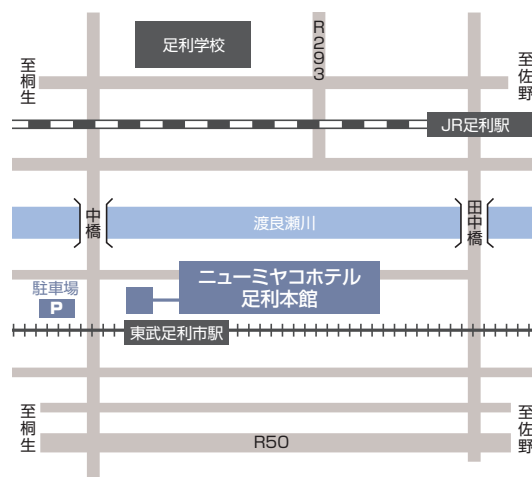 足利学校
R293
至桐生
至佐野
JR足利駅
中橋
渡良瀬川
田中橋
ニューミヤコホテル
足利本館
駐車場
P
東武足利市駅
至桐生
至佐野
R50